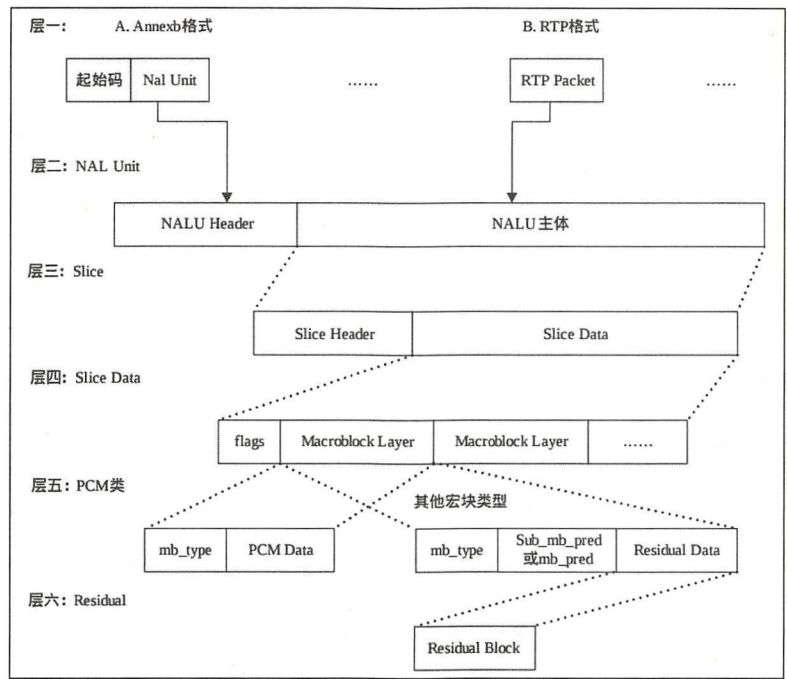 层一： A. Annexb格式 B. RTP格式
起始码 Nal Unit …… RTP Packet ……
层二：NAL Unit
NALU Header NALU 主体
层三：Slice
Slice Header Slice Data
层四：Slice Data
flags Macroblock Layer Macroblock Layer ……
层五：PCM类
其他宏块类型
mb_type PCM Data mb_type Sub_mb_pred 或mb_pred Residual Data
层六：Residual
Residual Block